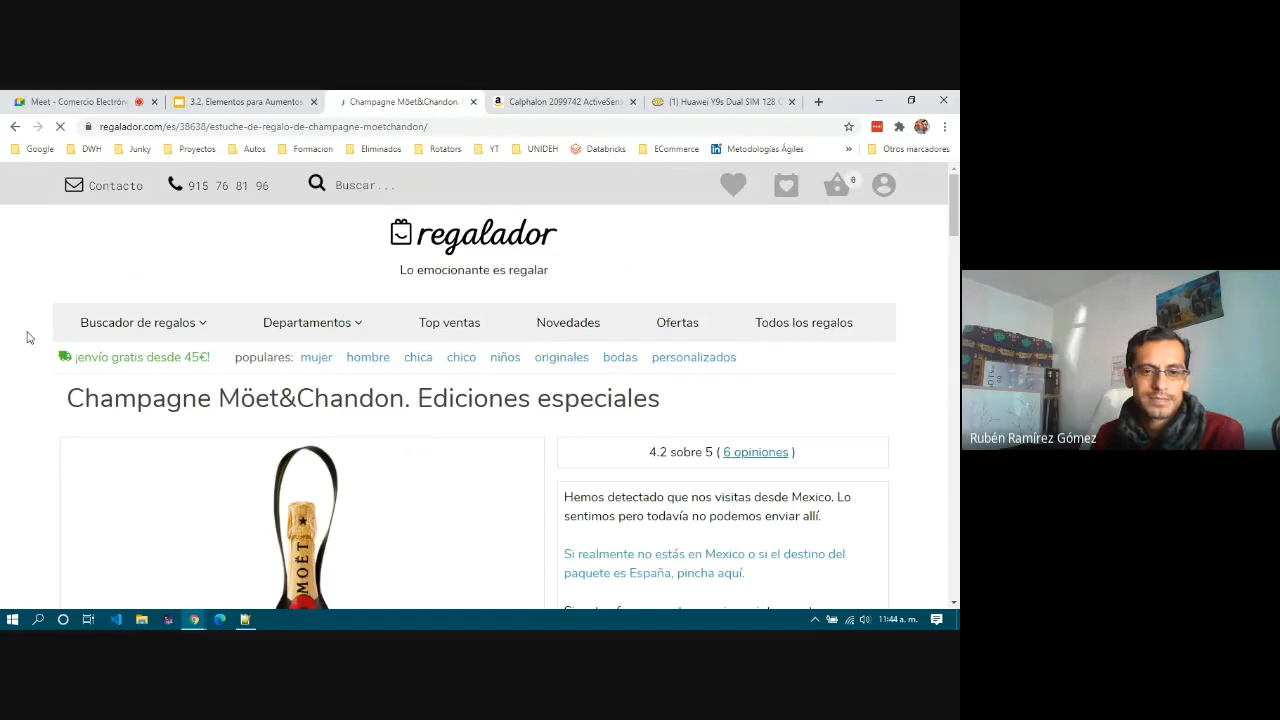 Meet - Comercio Electrón
3.2. Elementos para Aumentos
Champagne Möet&Chandon.
Calphalon 2099742 ActiveSens
(1) Huawei Y9s Dual SIM 128 G
regalador.com/es/38638/estuche-de-regalo-de-champagne-moetchandon/
Google
DWH
Junky
Proyectos
Autos
Formacion
Eliminados
Rotators
YT
UNIDEH
Databricks
ECommerce
Metodologías Ágiles
»
Otros marcadores
Contacto
915 76 81 96
Buscar...
0
regalador
Lo emocionante es regalar
Buscador de regalos
Departamentos
Top ventas
Novedades
Ofertas
Todos los regalos
¡envío gratis desde 45€!
populares: mujer hombre chica chico niños originales bodas personalizados
Champagne Möet&Chandon. Ediciones especiales
MOËT
4.2 sobre 5 ( 6 opiniones )
Hemos detectado que nos visitas desde Mexico. Lo
sentimos pero todavía no podemos enviar allí.
Si realmente no estás en Mexico o si el destino del
paquete es España, pincha aquí.
Rubén Ramírez Gómez
11:44 a. m.